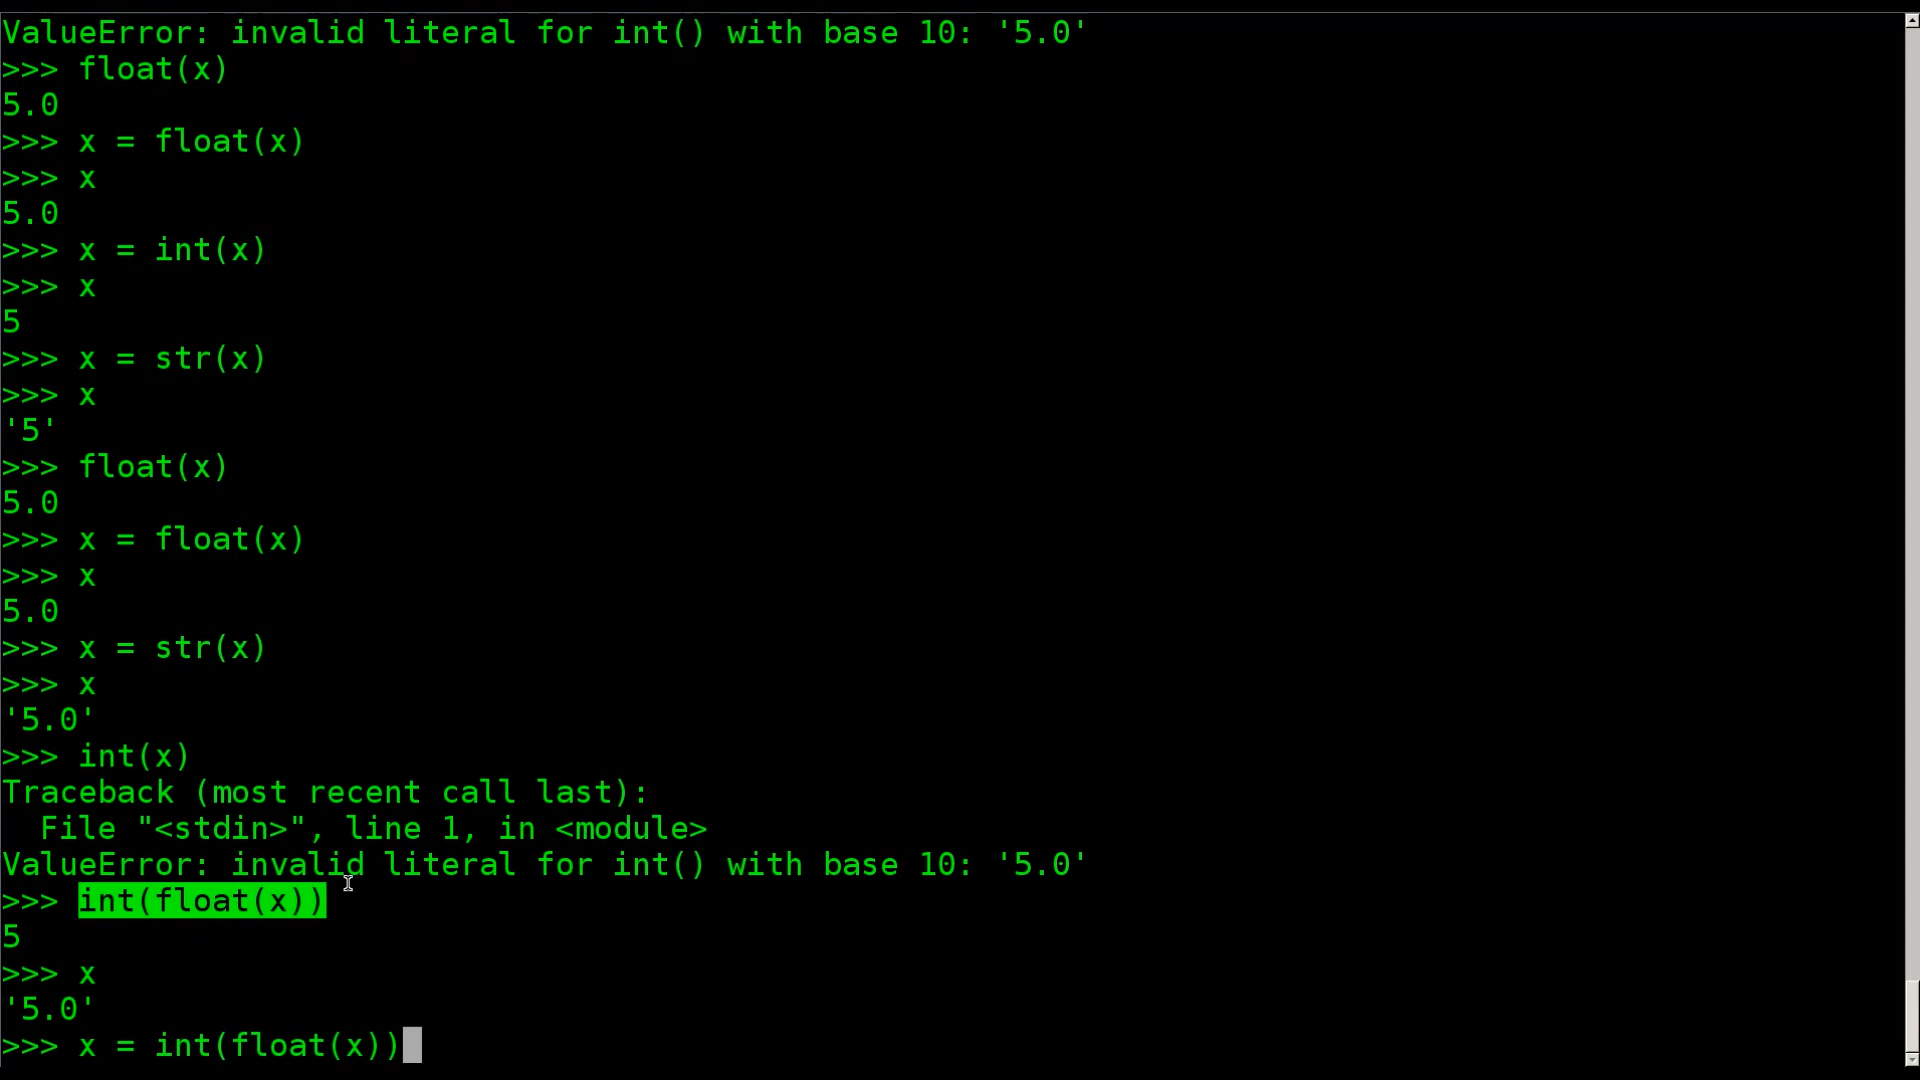 ValueError: invalid literal for int() with base 10: '5.0'
>>> float(x)
5.0
>>> x = float(x)
>>> x
5.0
>>> x = int(x)
>>> x
5
>>> x = str(x)
>>> x
'5'
>>> float(x)
5.0
>>> x = float(x)
>>> x
5.0
>>> x = str(x)
>>> x
'5.0'
>>> int(x)
Traceback (most recent call last):
  File "<stdin>", line 1, in <module>
ValueError: invalid literal for int() with base 10: '5.0'
>>> int(float(x))
5
>>> x
'5.0'
>>> x = int(float(x))